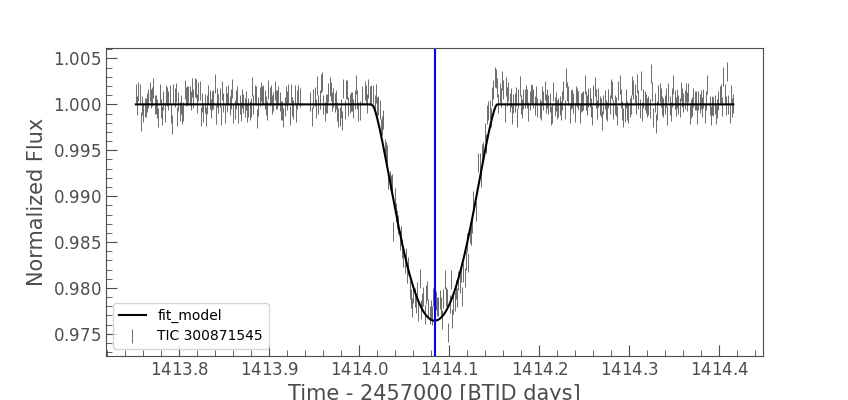 1.005
1.000
0.995
0.990
0.985
0.980
0.975
Normalized Flux
fit_model
TIC 300871545
1413.8 1413.9 1414.0 1414.1 1414.2 1414.3 1414.4
Time - 2457000 [BTJD days]